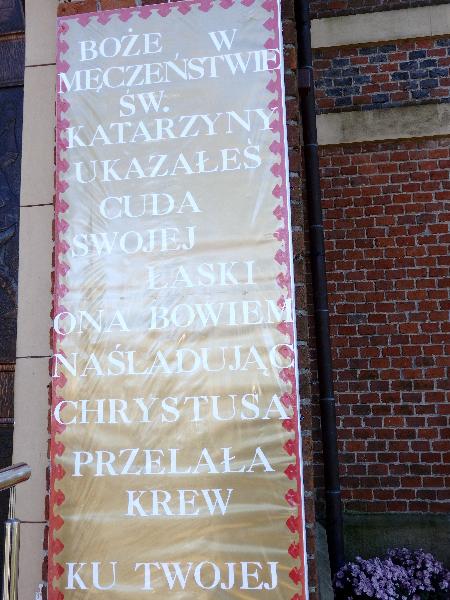 BOŻE W
MĘCZEŃSTWIE
ŚW.
KATARZYNY
UKAZAŁEŚ
CUDA
SWOJEJ
ŁASKI
ONA BOWIEM
NAŚLADUJĄC
CHRYSTUSA
PRZELAŁA
KREW
KU TWOJEJ